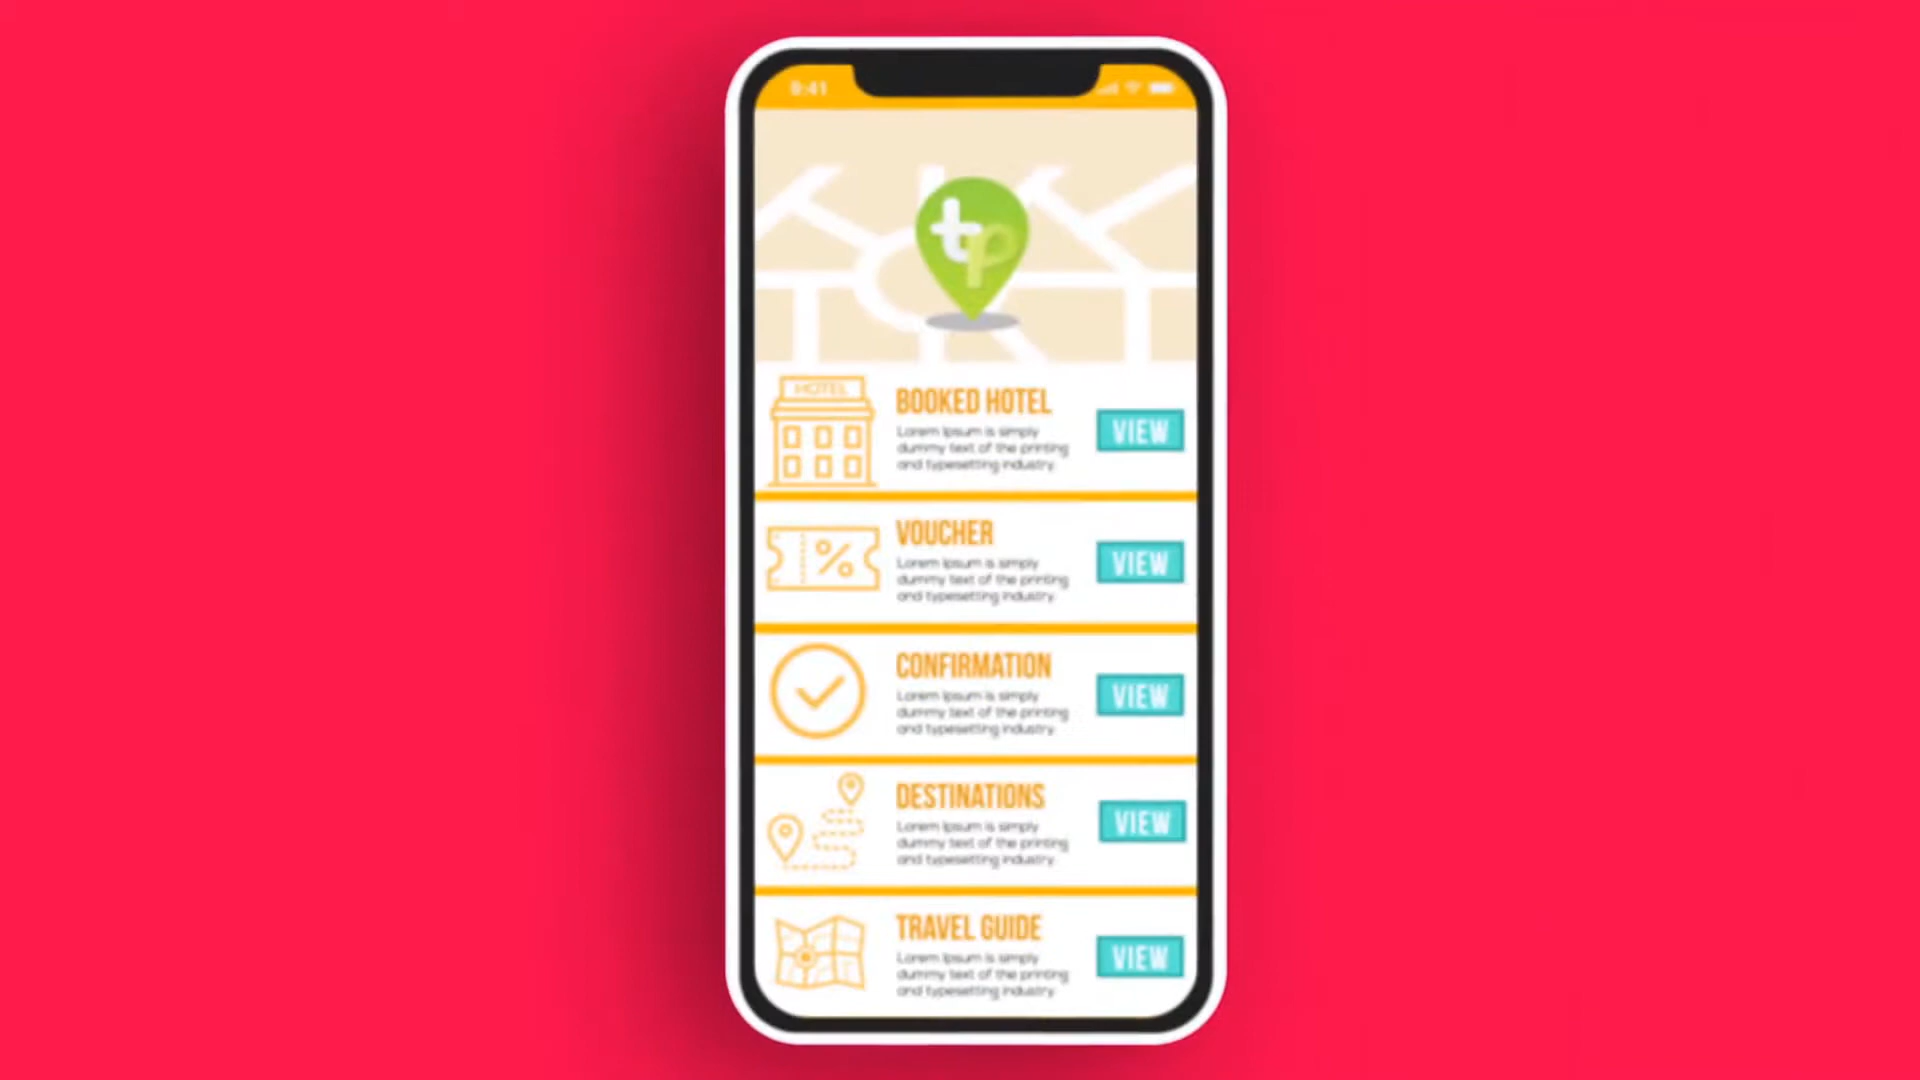 9:41
tp
HOTEL
BOOKED HOTEL
Lorem Ipsum is simply
dummy text of the printing
and typesetting industry.
VIEW
VOUCHER
Lorem Ipsum is simply
dummy text of the printing
and typesetting industry.
VIEW
CONFIRMATION
Lorem Ipsum is simply
dummy text of the printing
and typesetting industry.
VIEW
DESTINATIONS
Lorem Ipsum is simply
dummy text of the printing
and typesetting industry.
VIEW
TRAVEL GUIDE
Lorem Ipsum is simply
dummy text of the printing
and typesetting industry.
VIEW